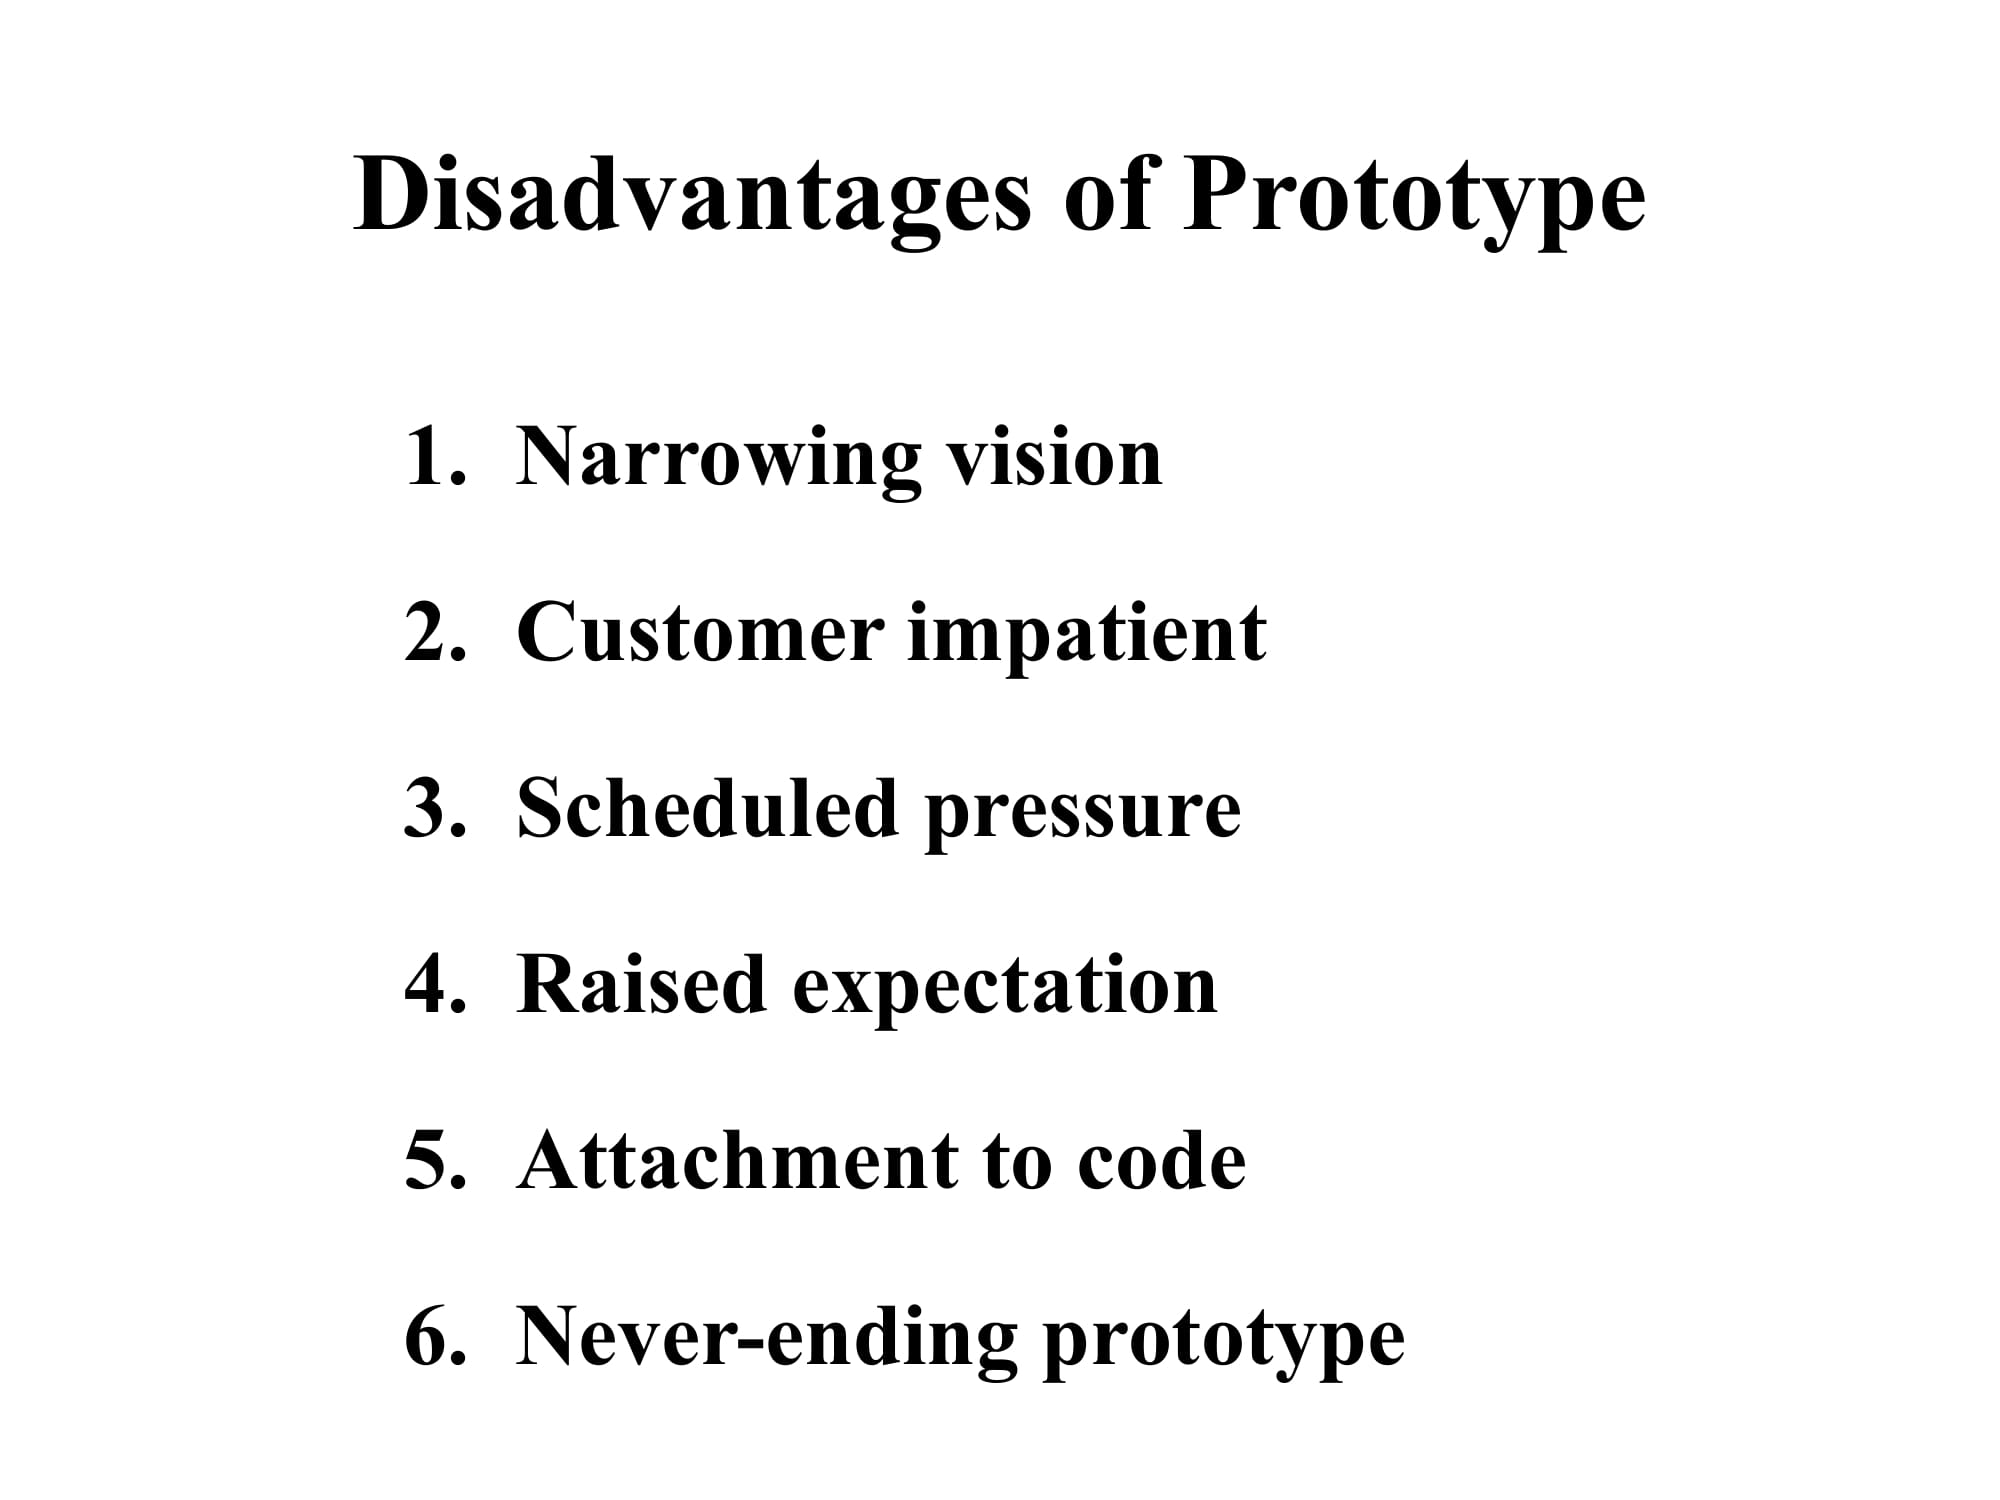 Disadvantages of Prototype
1. Narrowing vision
2. Customer impatient
3. Scheduled pressure
4. Raised expectation
5. Attachment to code
6. Never-ending prototype